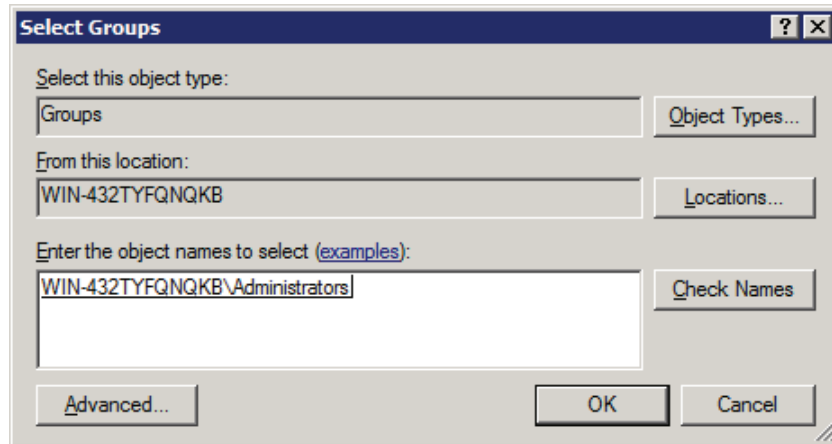 Select Groups
Select this object type:
Groups
Object Types...
From this location:
WIN-432TYFQNQKB
Locations...
Enter the object names to select (examples):
WIN-432TYFQNQKB\Administrators
Check Names
Advanced...
OK
Cancel